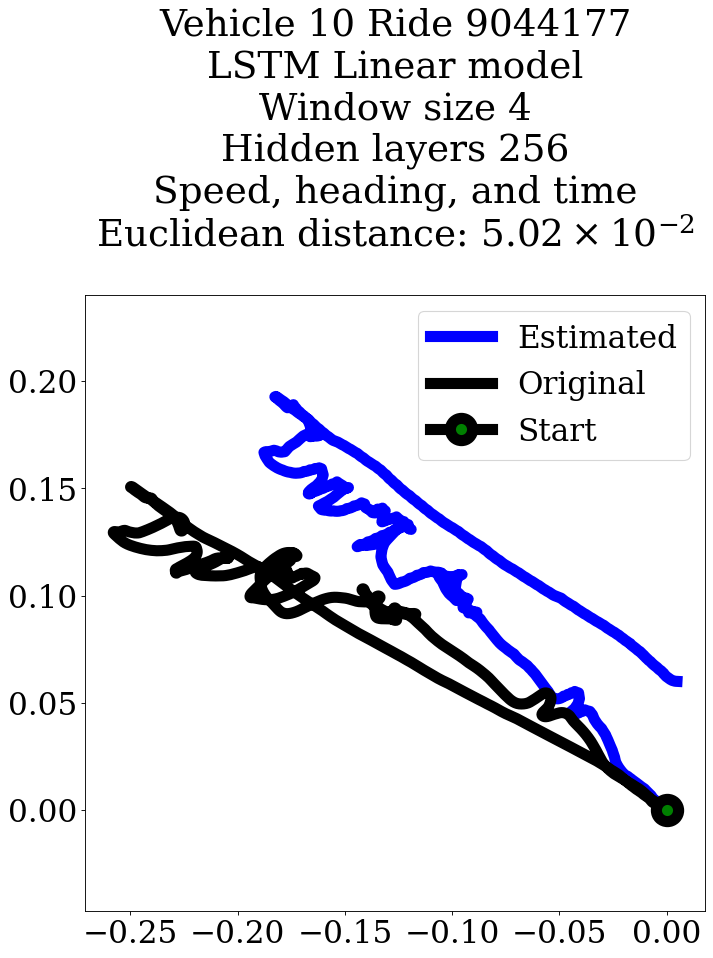 Vehicle 10 Ride 9044177
LSTM Linear model
Window size 4
Hidden layers 256
Speed, heading, and time
Euclidean distance: 5.02 × 10⁻²
Estimated
Original
Start
0.20
0.15
0.10
0.05
0.00
−0.25 −0.20 −0.15 −0.10 −0.05 0.00